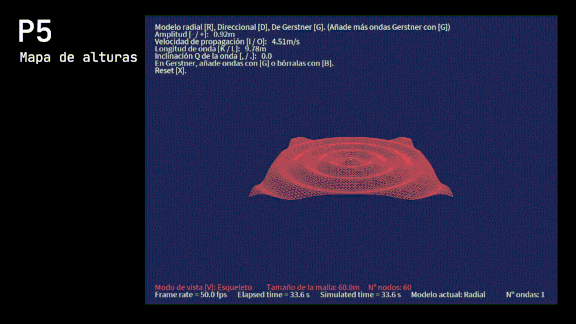 P5
Mapa de alturas
Modelo radial [R], Direccional [D], De Gerstner [G]. (Añade más ondas Gerstner con [G])
Amplitud [- / +]: 0.92m
Velocidad de propagación [I / O]: 4.51m/s
Longitud de onda [K / L]: 9.78m
Inclinación Q de la onda [, / .]: 0.0
En Gerstner, añade ondas con [G] o bórralas con [B].
Reset [X].
Modo de vista [V]: Esqueleto Tamaño de la malla: 60.0m Nº nodos: 60
Frame rate = 50.0 fps Elapsed time = 33.6 s Simulated time = 33.6 s Modelo actual: Radial Nº ondas: 1